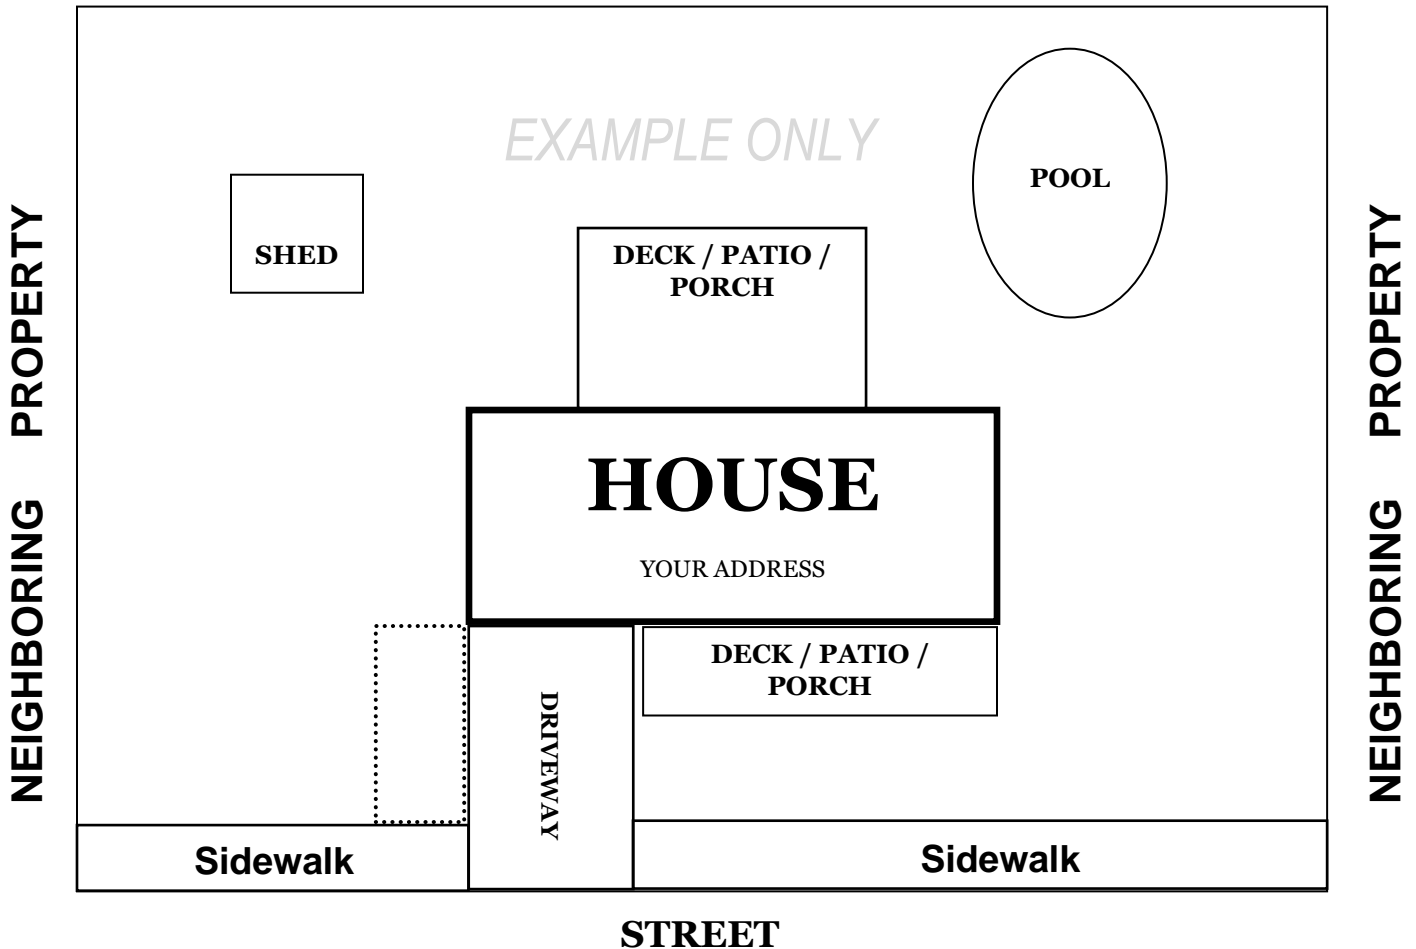 EXAMPLE ONLY
POOL
SHED
DECK / PATIO /
PORCH
NEIGHBORING PROPERTY
NEIGHBORING PROPERTY
HOUSE
YOUR ADDRESS
DECK / PATIO /
PORCH
DRIVEWAY
Sidewalk
Sidewalk
STREET